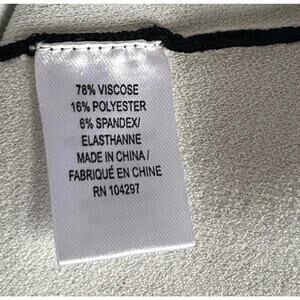 78% VISCOSE
16% POLYESTER
6% SPANDEX/
ELASTHANNE
MADE IN CHINA /
FABRIQUÉ EN CHINE
RN 104297